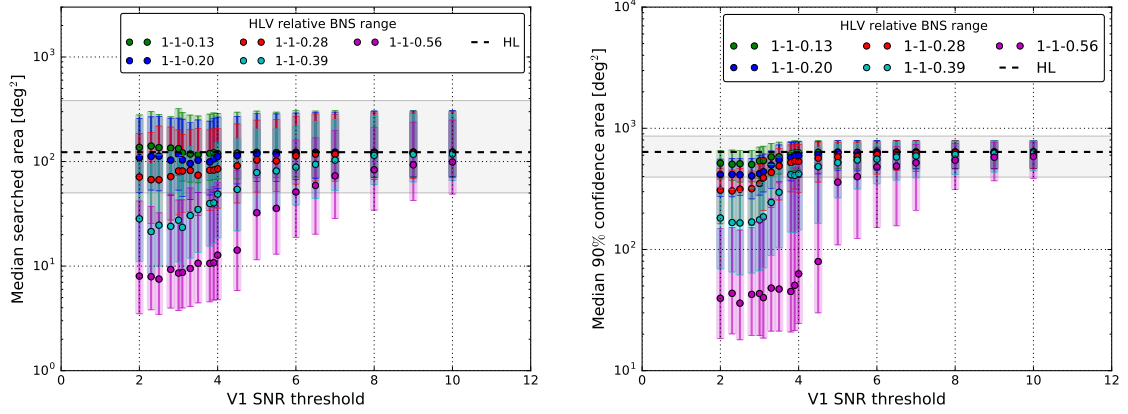 HLV relative BNS range
1-1-0.13 1-1-0.28 1-1-0.56 HL
1-1-0.20 1-1-0.39
Median searched area [deg²]
10³
10²
10¹
10⁰
0 2 4 6 8 10 12
V1 SNR threshold
HLV relative BNS range
1-1-0.13 1-1-0.28 1-1-0.56
1-1-0.20 1-1-0.39 HL
Median 90% confidence area [deg²]
10⁴
10³
10²
10¹
0 2 4 6 8 10 12
V1 SNR threshold